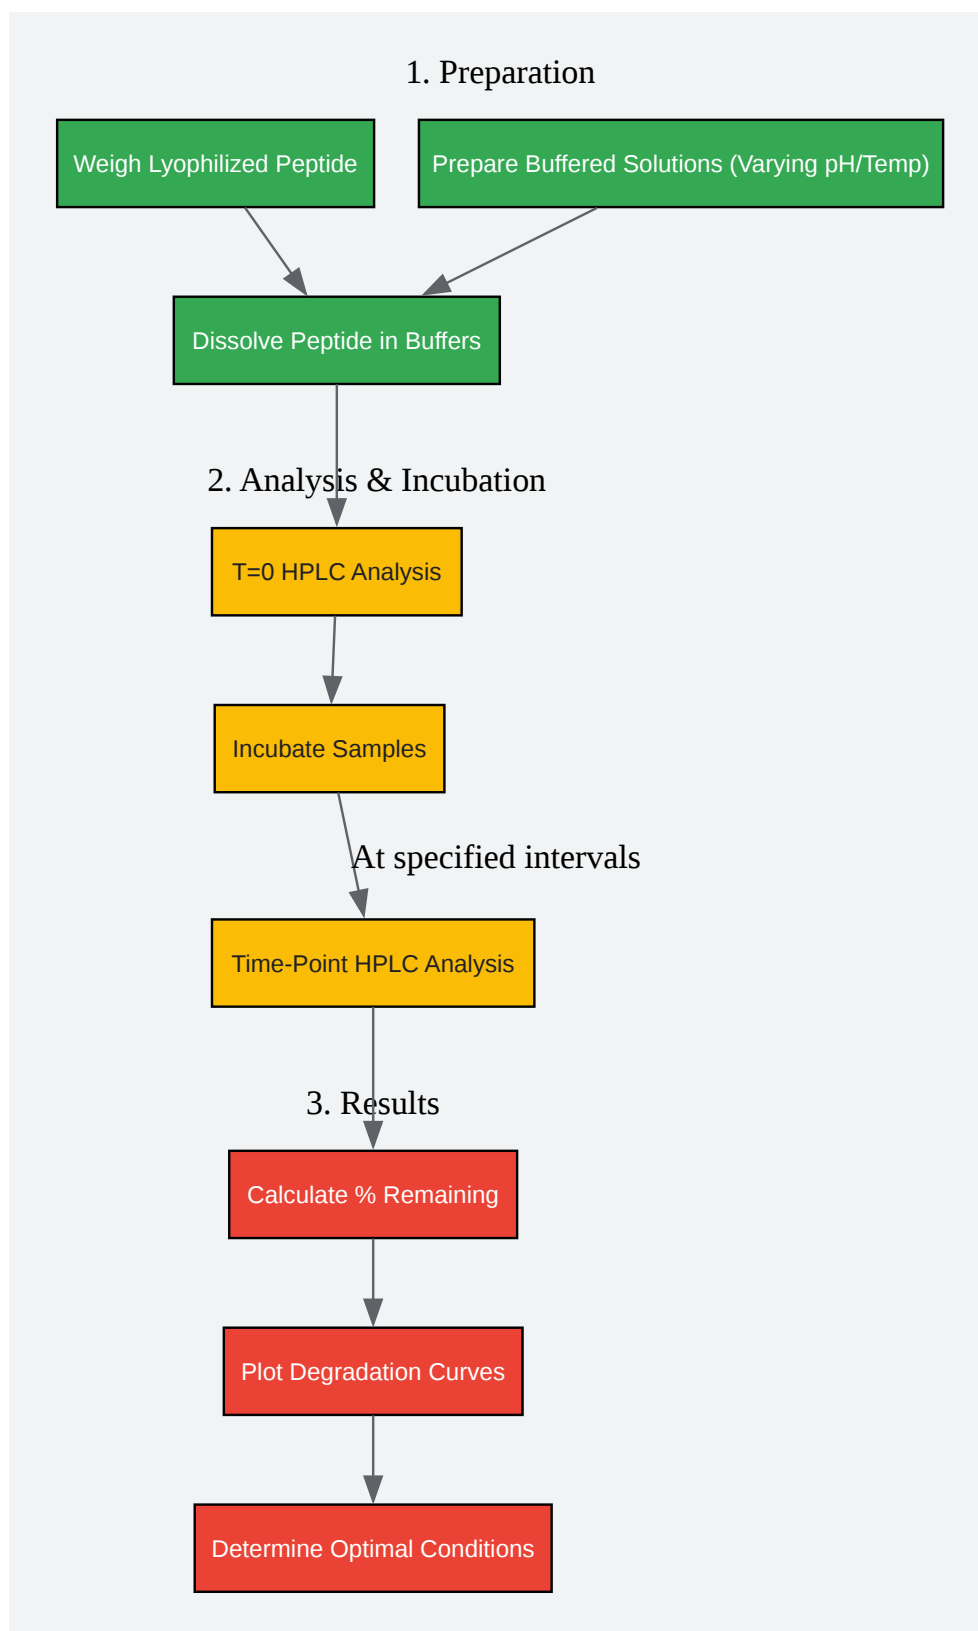 1. Preparation
Weigh Lyophilized Peptide
Prepare Buffered Solutions (Varying pH/Temp)
Dissolve Peptide in Buffers
2. Analysis & Incubation
T=0 HPLC Analysis
Incubate Samples
At specified intervals
Time-Point HPLC Analysis
3. Results
Calculate % Remaining
Plot Degradation Curves
Determine Optimal Conditions